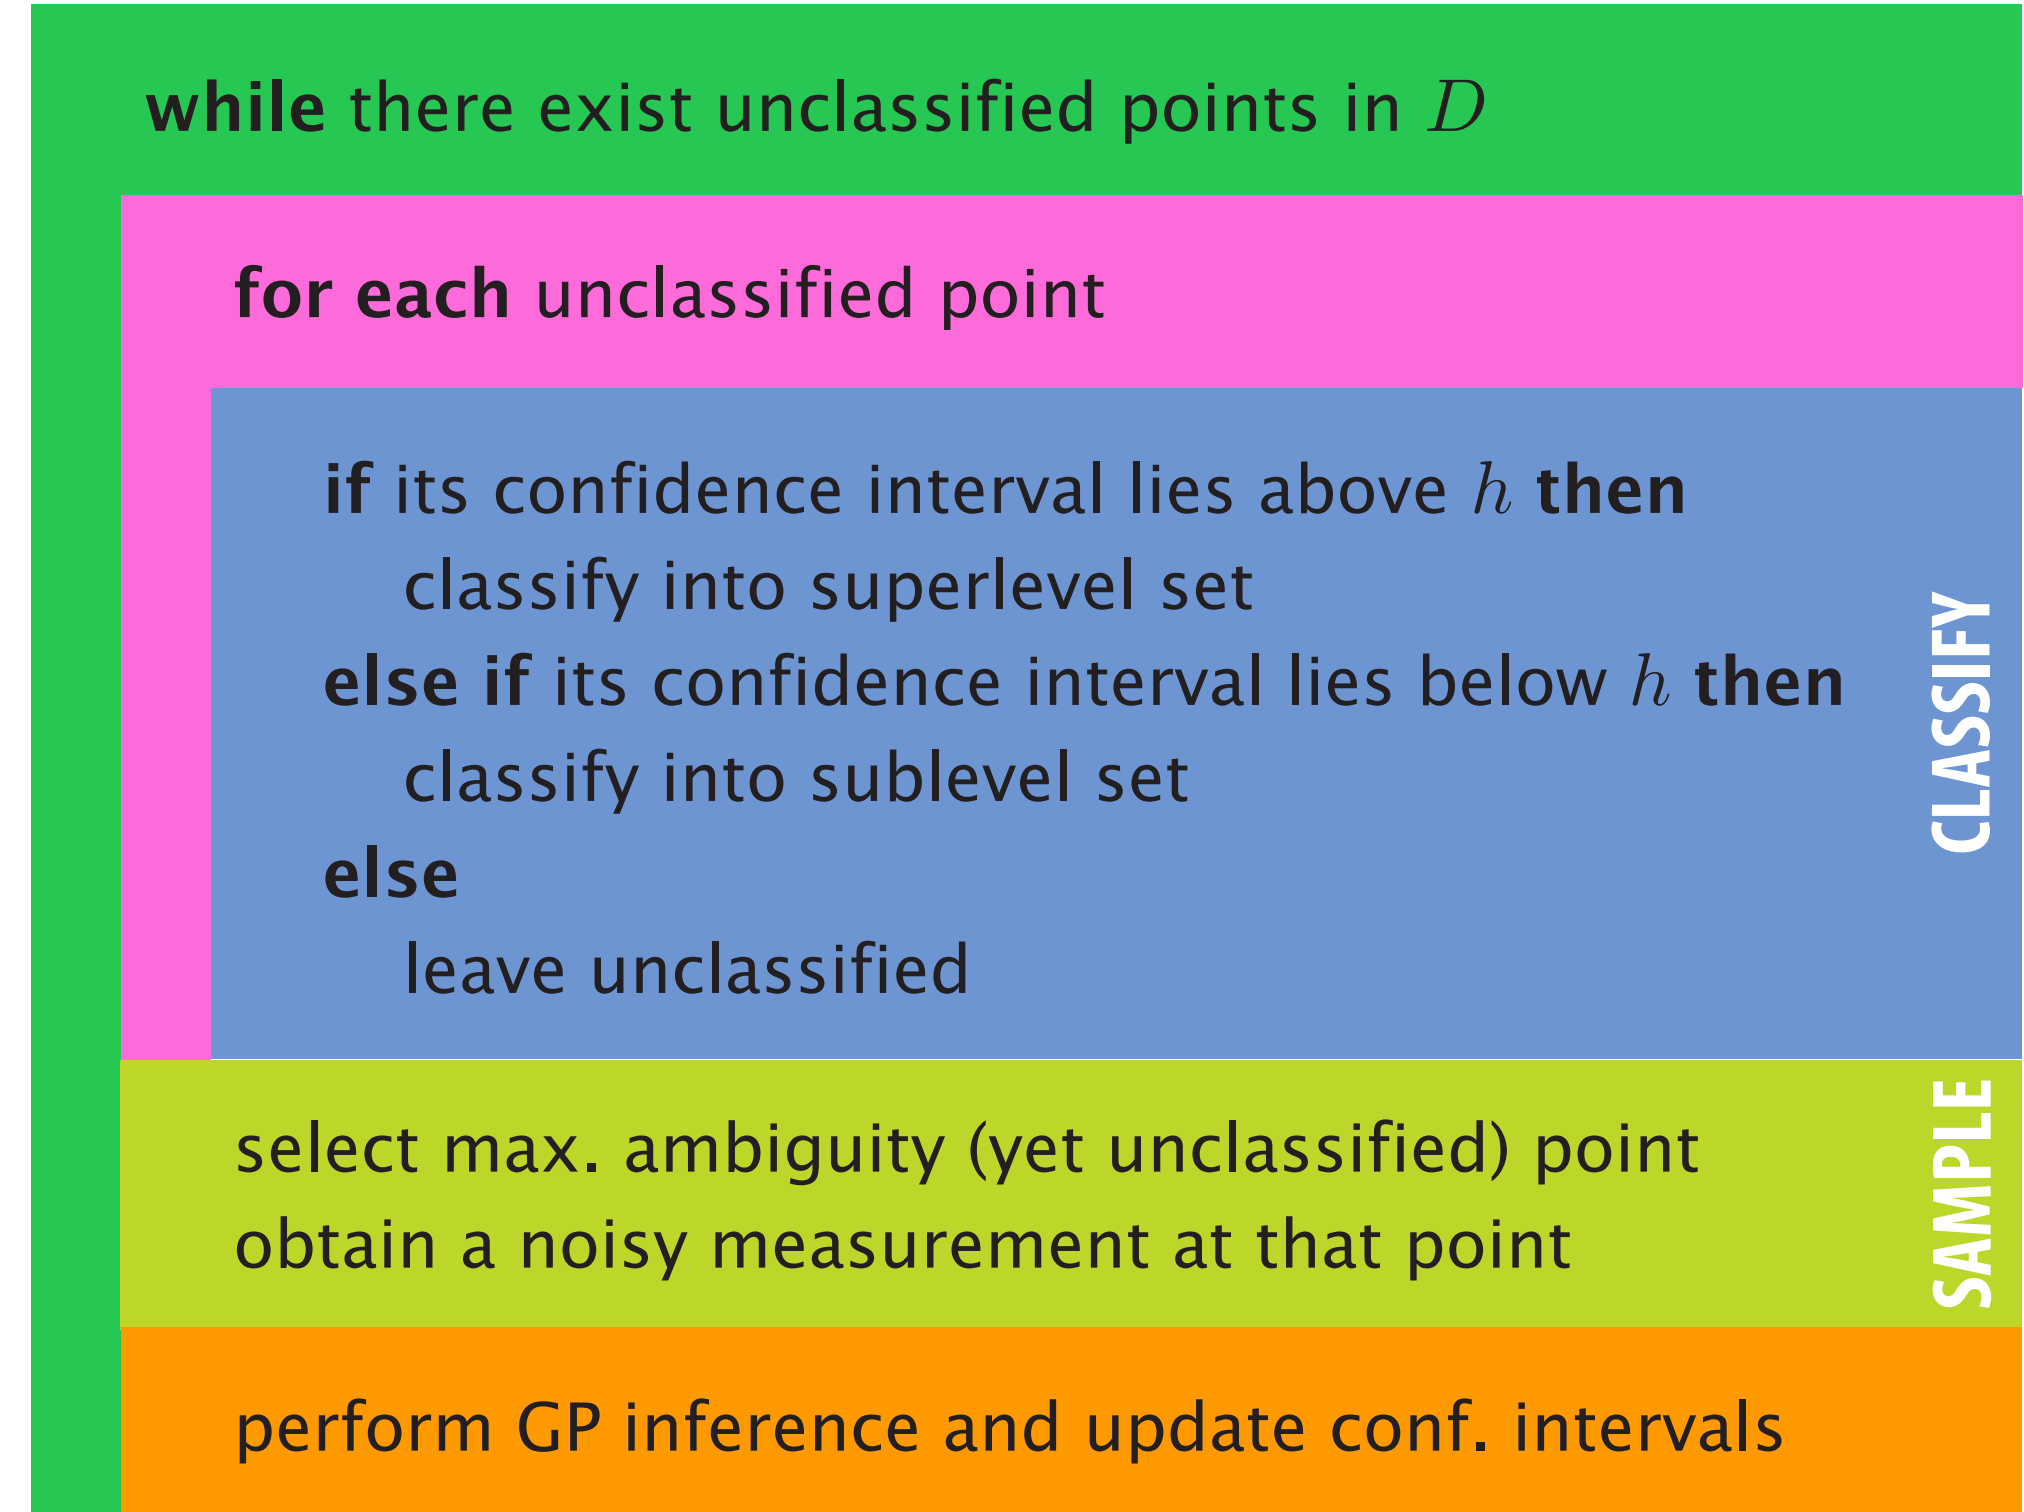 while there exist unclassified points in D
for each unclassified point
if its confidence interval lies above h then
classify into superlevel set
else if its confidence interval lies below h then
classify into sublevel set
else
leave unclassified
CLASSIFY
select max. ambiguity (yet unclassified) point
obtain a noisy measurement at that point
SAMPLE
perform GP inference and update conf. intervals